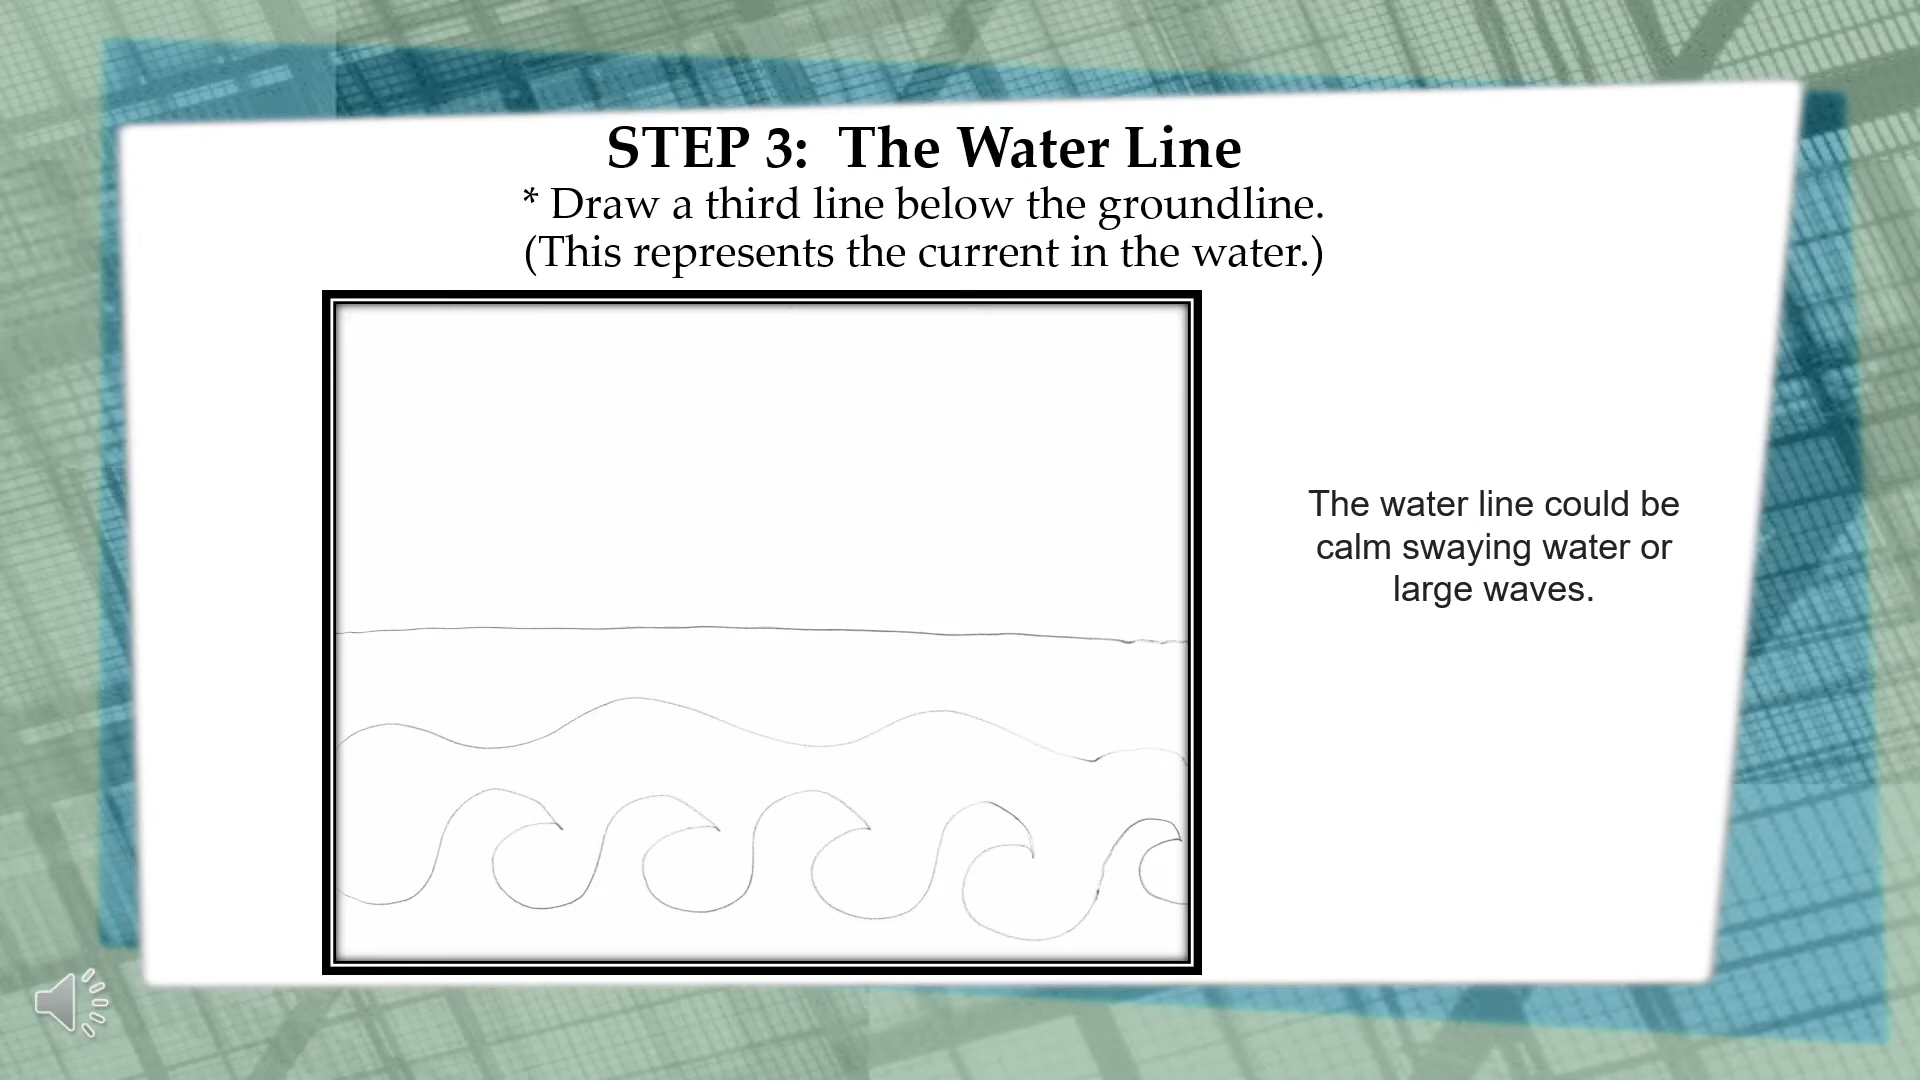 STEP 3: The Water Line
* Draw a third line below the groundline.
(This represents the current in the water.)
The water line could be
calm swaying water or
large waves.